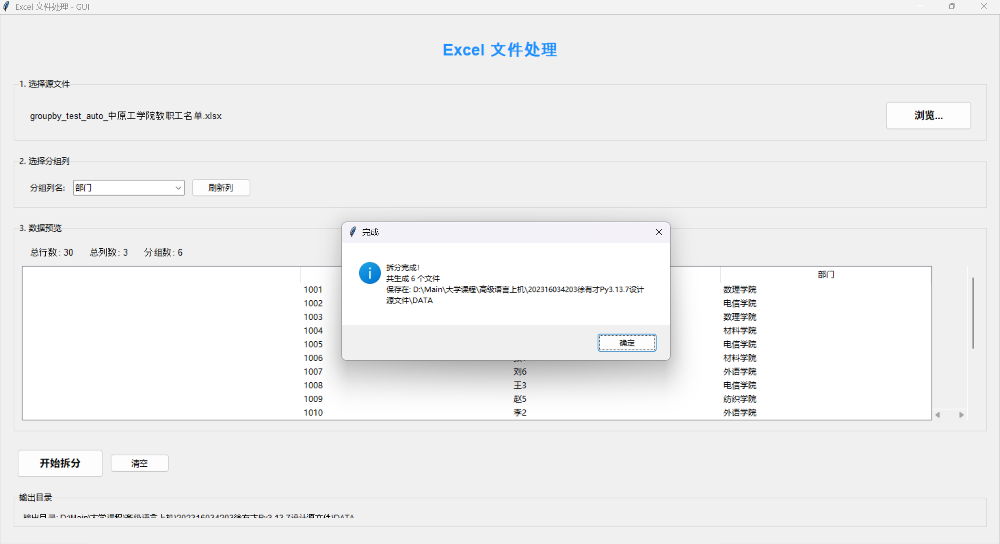 Excel 文件处理 - GUI
Excel 文件处理
1. 选择源文件
groupby_test_auto_中原工学院教职工名单.xlsx
浏览...
2. 选择分组列
分组列名: 部门 刷新列
3. 数据预览
总行数: 30 总列数: 3 分组数: 6
部门
1001 数理学院
1002 电信学院
1003 数理学院
1004 材料学院
1005 电信学院
1006 材料学院
1007 刘6 外语学院
1008 王3 电信学院
1009 赵5 纺织学院
1010 李2 外语学院
完成
拆分完成!
共生成 6 个文件
保存在: D:\Main\大学课程\高级语言上机\202316034203徐有才Py3.13.7设计
源文件\DATA
确定
开始拆分 清空
输出目录
输出目录: D:\Main\大学课程\高级语言上机\202316034203徐有才Py3.13.7设计源文件\DATA